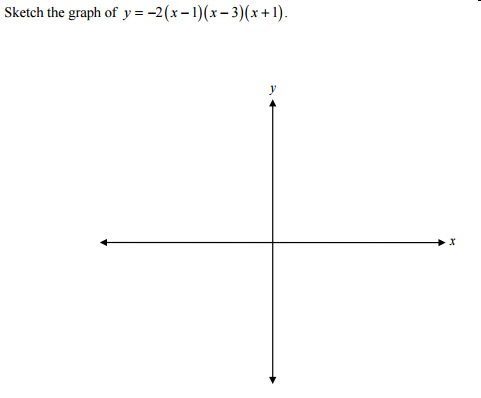 Sketch the graph of y = −2(x − 1)(x − 3)(x + 1).
y
x